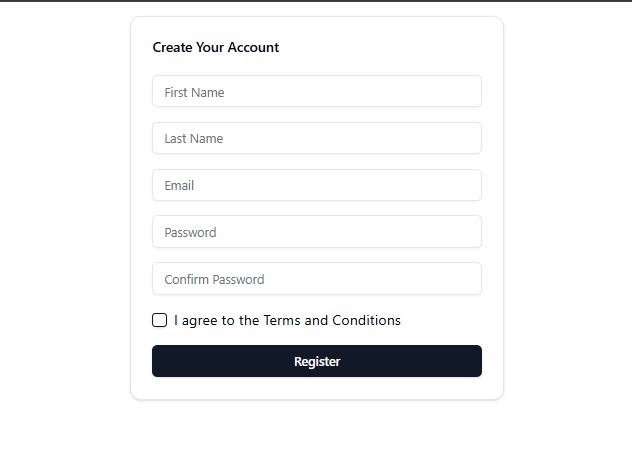 Create Your Account
First Name
Last Name
Email
Password
Confirm Password
I agree to the Terms and Conditions
Register